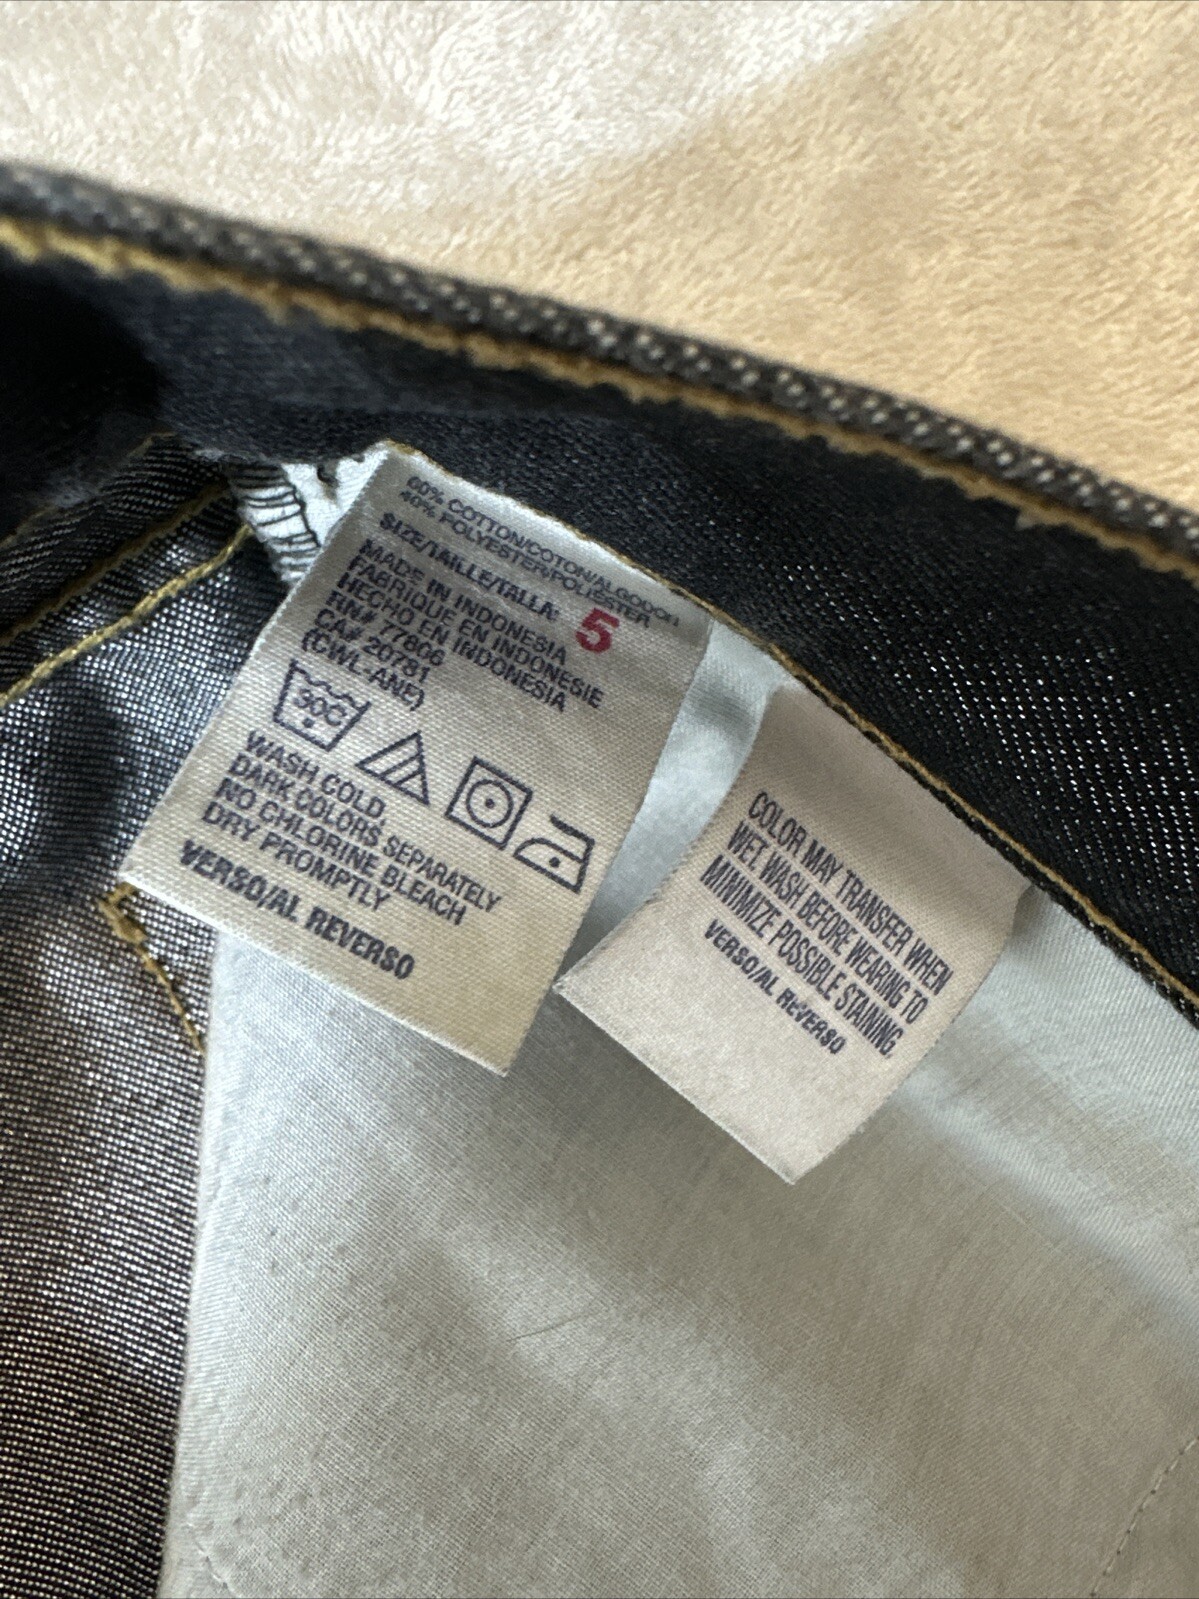 60% COTTON/COTON/ALGODON
40% POLYESTER/POLIESTER
SIZE/TAILLE/TALLA: 5
MADE IN INDONESIA
FABRIQUE EN INDONESIE
HECHO EN INDONESIA
RN# 77806
CA# 20781
(CWL-ANE)
30C
WASH COLD,
DARK COLORS SEPARATELY
NO CHLORINE BLEACH
DRY PROMPTLY
VERSO/AL REVERSO
COLOR MAY TRANSFER WHEN
WET. WASH BEFORE WEARING TO
MINIMIZE POSSIBLE STAINING.
VERSO/AL REVERSO